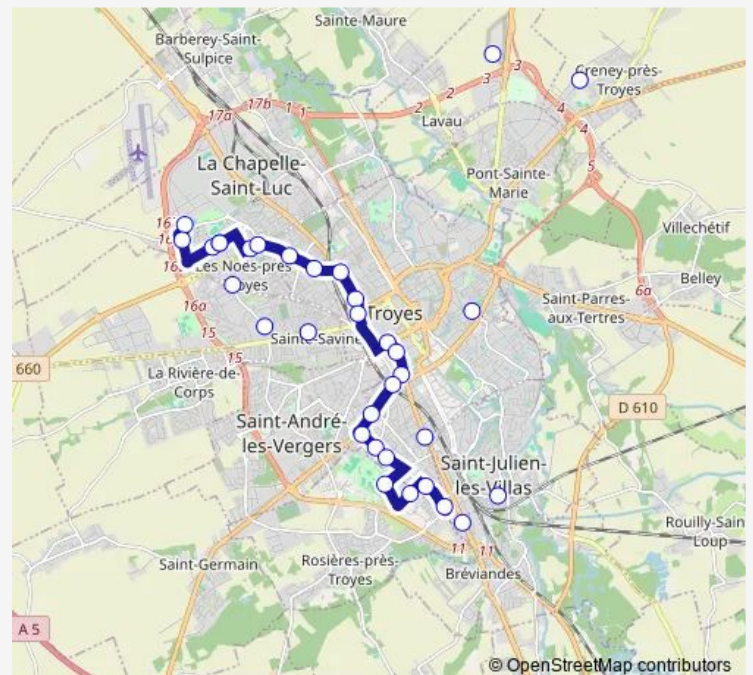 Sainte-Maure
Barberey-Saint-
Sulpice
3
3
Creney-près-
Troyes
17b
1
1
2
2
17a
4
4
Lavau
5
La Chapelle-
Saint-Luc
Pont-Sainte-
Marie
Villechétif
Les Noës-près
Belley
16a
6a
Saint-Parres-
aux-Tertres
Troyes
15
Sainte-Savine
15
660
La Rivière-de-
Corps
D 610
Saint-André-
les-Vergers
Saint-Julien-
les-Villas
Rouilly-Sain
Loup
11
11
Saint-Germain
Rosières-près-
Troyes
Bréviandes
A 5
© OpenStreetMap contributors